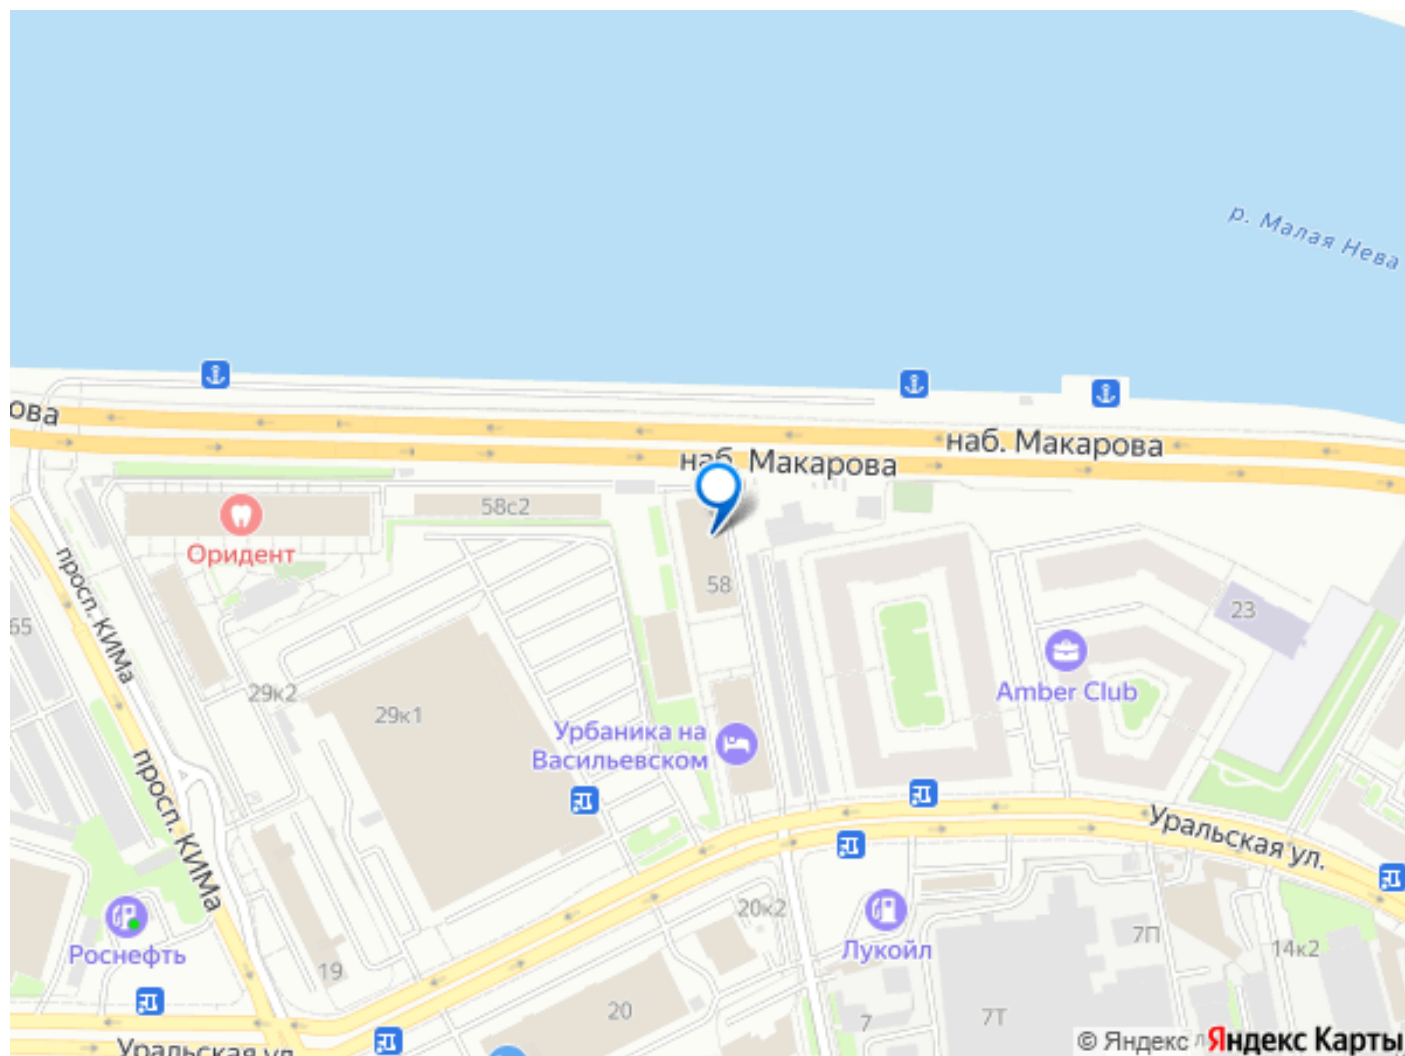 р. Малая Нева
ова
наб. Макарова
наб. Макарова
58с2
Оридент
просп. КИМа
58
65
23
29к2
29к1
Amber Club
Урбаника на
Васильевском
просп. КИМа
Уральская ул.
20к2
Роснефть
Лукойл
7П
14к2
19
20
7
7Т
© Яндекс
Яндекс Карты
Уральская ул